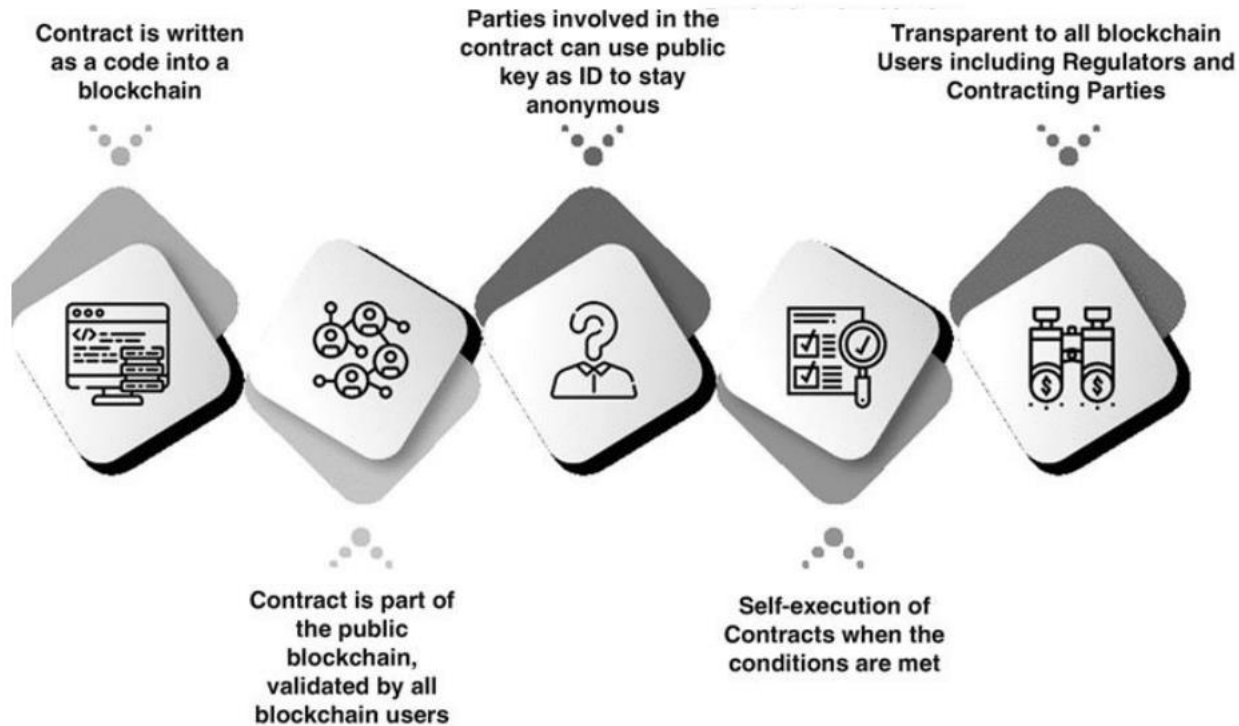 Contract is written
as a code into a
blockchain
Contract is part of
the public
blockchain,
validated by all
blockchain users
Parties involved in the
contract can use public
key as ID to stay
anonymous
Self-execution of
Contracts when the
conditions are met
Transparent to all blockchain
Users including Regulators and
Contracting Parties